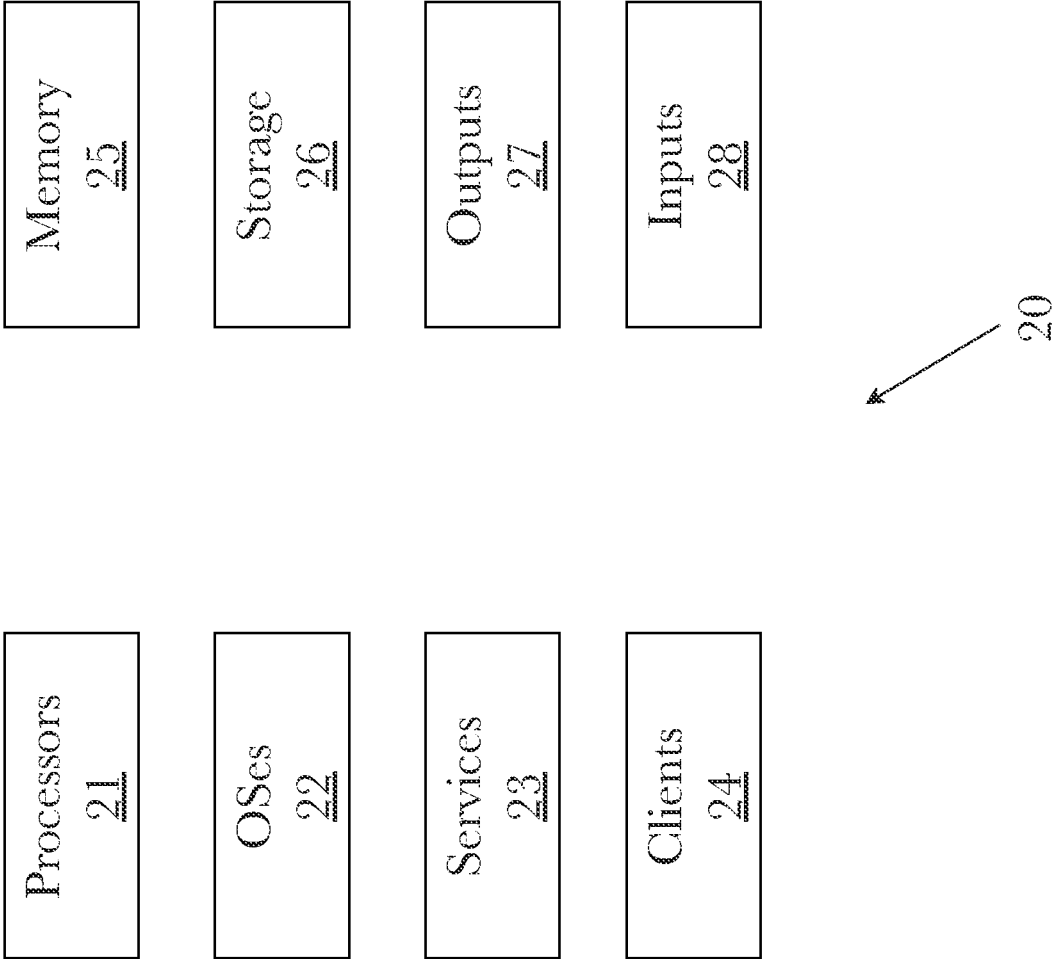 Processors
21
OSes
22
Services
23
Clients
24
Memory
25
Storage
26
Outputs
27
Inputs
28
20